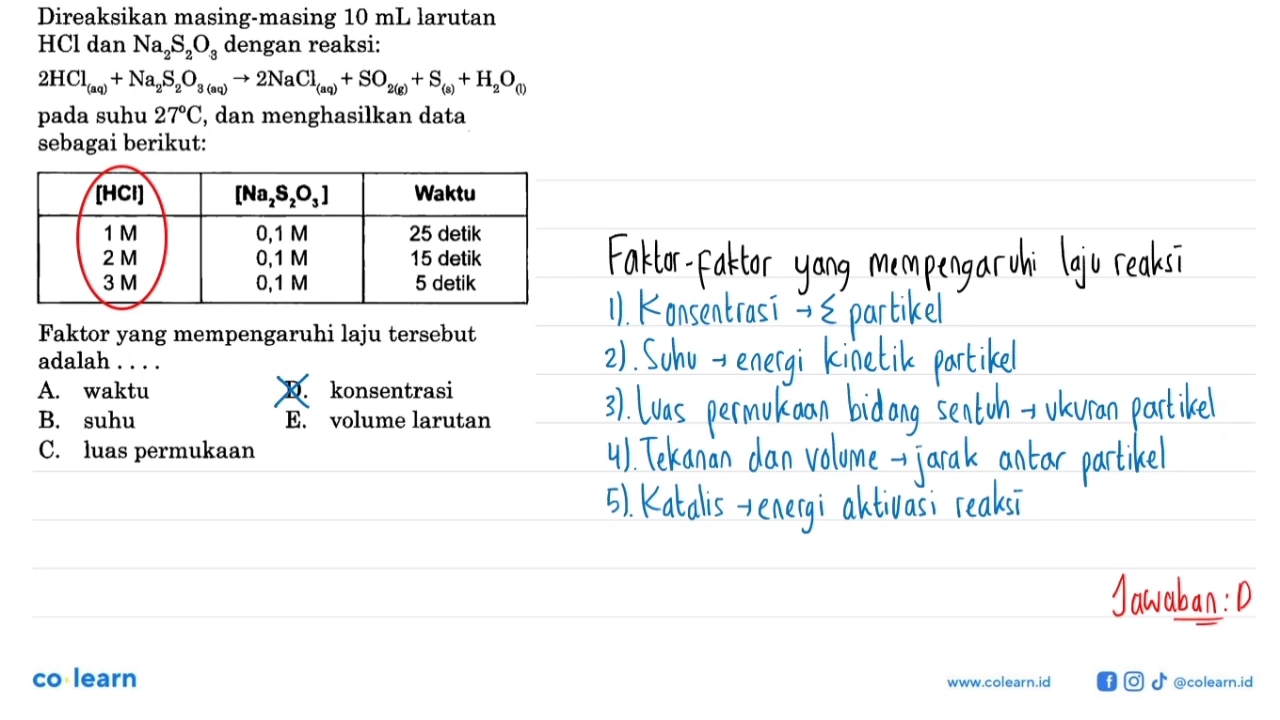 Direaksikan masing-masing 10 mL larutan
HCl dan Na₂S₂O₃ dengan reaksi:
2HCl(aq) + Na₂S₂O₃(aq) → 2NaCl(aq) + SO₂(g) + S(s) + H₂O(l)
pada suhu 27°C, dan menghasilkan data
sebagai berikut:
[HCl] [Na₂S₂O₃] Waktu
1 M 0,1 M 25 detik
2 M 0,1 M 15 detik
3 M 0,1 M 5 detik
Faktor yang mempengaruhi laju tersebut
adalah . . . .
A. waktu
B. suhu
C. luas permukaan
D. konsentrasi
E. volume larutan
Faktor-faktor yang mempengaruhi laju reaksi
1). Konsentrasi → Σ partikel
2). Suhu → energi kinetik partikel
3). Luas permukaan bidang sentuh → ukuran partikel
4). Tekanan dan volume → jarak antar partikel
5). Katalis → energi aktivasi reaksi
Jawaban : D
co learn
www.colearn.id
@colearn.id